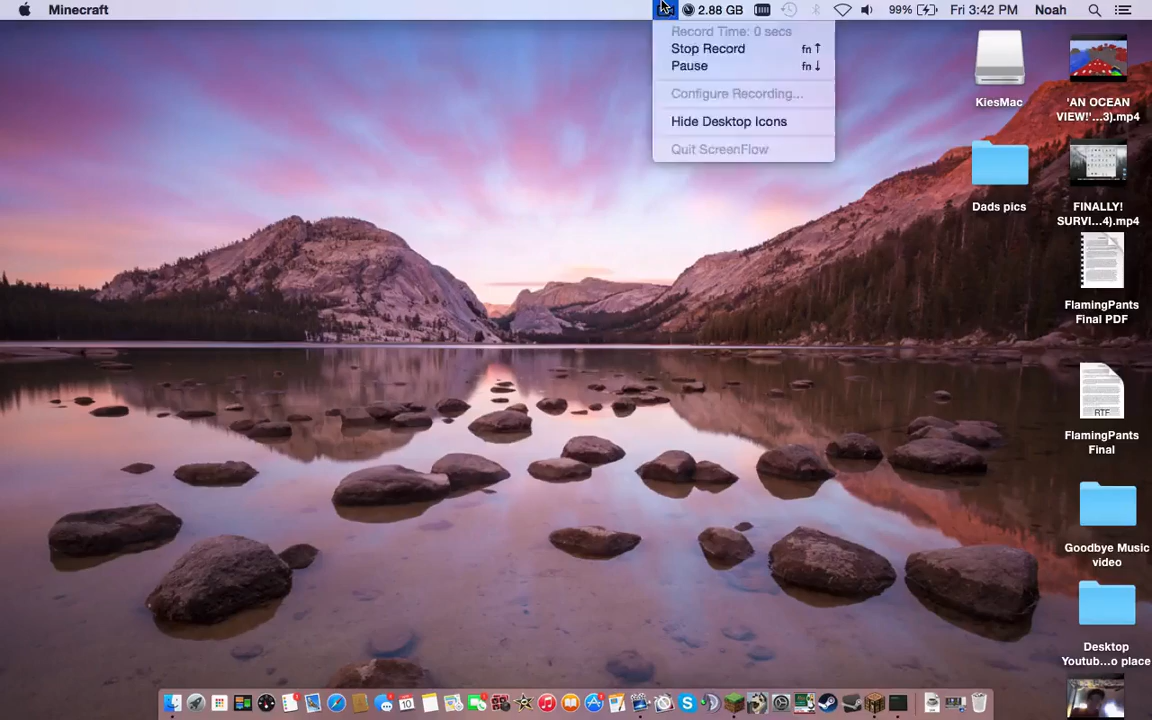 Minecraft
2.88 GB
99%
Fri 3:42 PM
Noah
Record Time: 0 secs
Stop Record fn↑
Pause fn↓
Configure Recording...
Hide Desktop Icons
Quit ScreenFlow
KiesMac
'AN OCEAN
VIEW!'...3).mp4
Dads pics
FINALLY!
SURVI...4).mp4
FlamingPants
Final PDF
RTF
FlamingPants
Final
Goodbye Music
video
Desktop
Youtub...o place
10